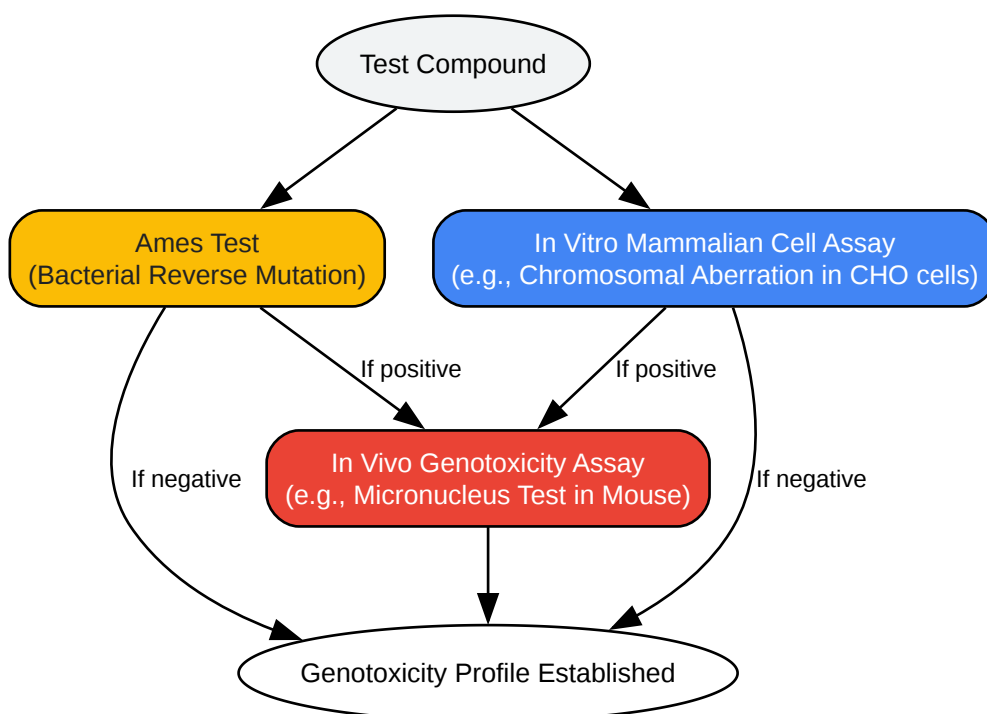 Test Compound
Ames Test
(Bacterial Reverse Mutation)
In Vitro Mammalian Cell Assay
(e.g., Chromosomal Aberration in CHO cells)
If positive
If positive
In Vivo Genotoxicity Assay
(e.g., Micronucleus Test in Mouse)
If negative
If negative
Genotoxicity Profile Established